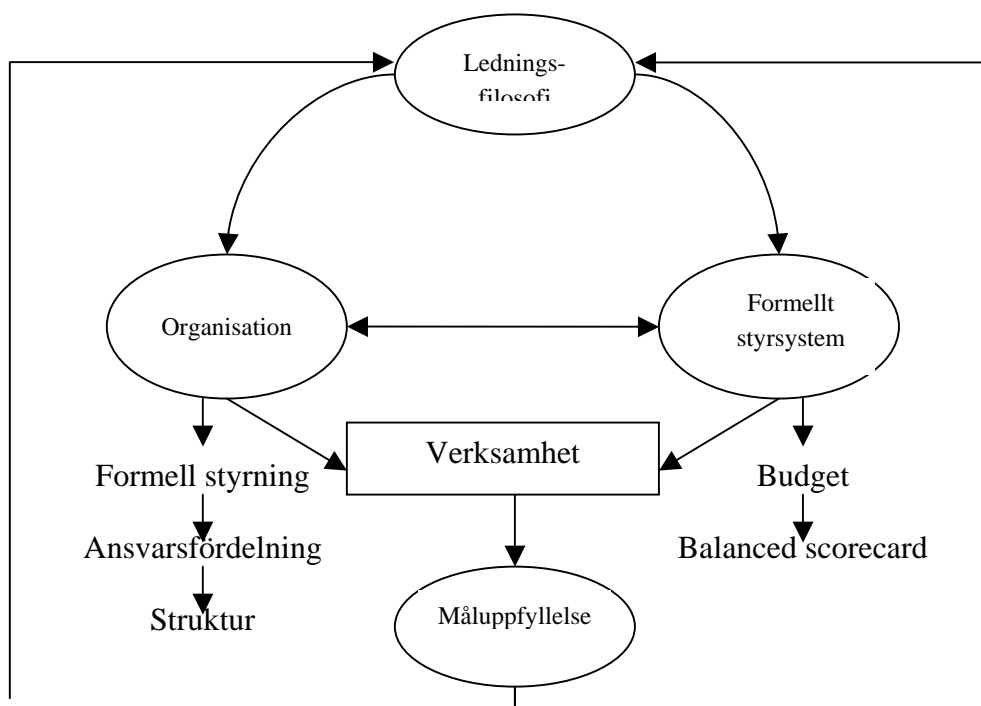 Lednings-
filosofi
Organisation
Formellt
styrsystem
Verksamhet
Formell styrning
Ansvarsfördelning
Struktur
Budget
Balanced scorecard
Måluppfyllelse